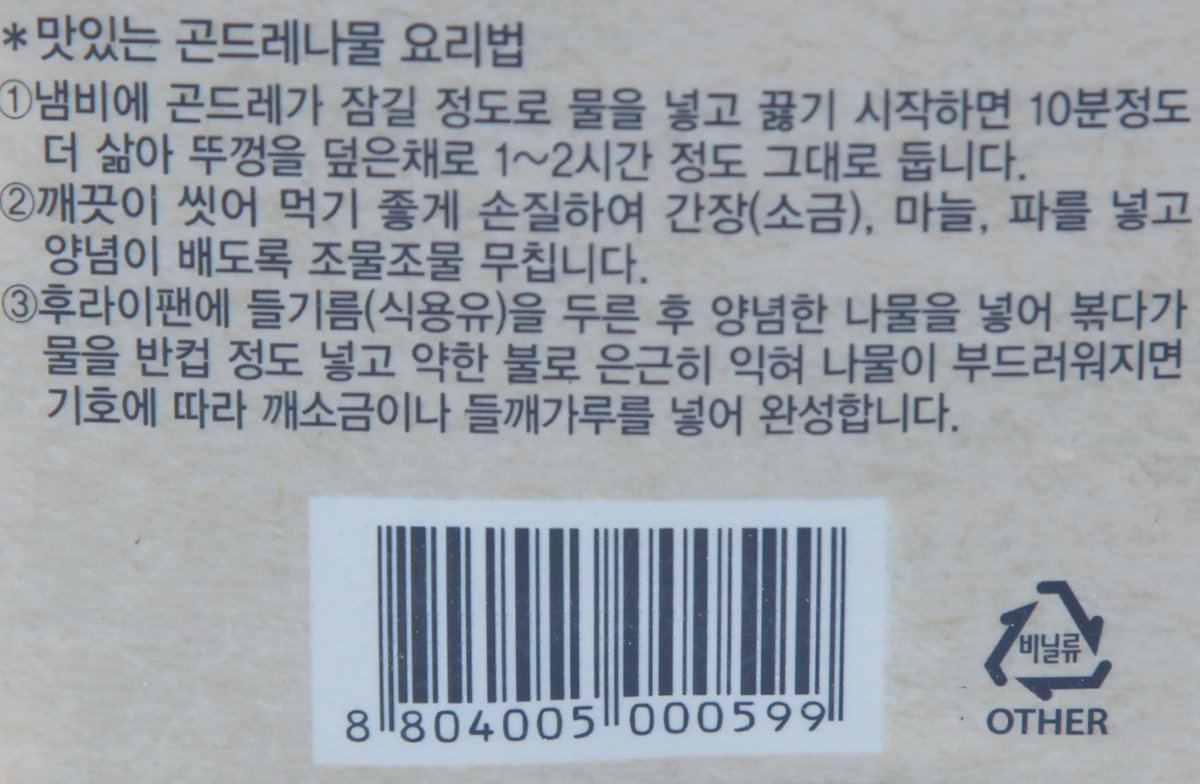 *맛있는 곤드레나물 요리법
①냄비에 곤드레가 잠길 정도로 물을 넣고 끓기 시작하면 10분정도
더 삶아 뚜껑을 덮은채로 1~2시간 정도 그대로 둡니다.
②깨끗이 씻어 먹기 좋게 손질하여 간장(소금), 마늘, 파를 넣고
양념이 배도록 조물조물 무칩니다.
③후라이팬에 들기름(식용유)을 두른 후 양념한 나물을 넣어 볶다가
물을 반컵 정도 넣고 약한 불로 은근히 익혀 나물이 부드러워지면
기호에 따라 깨소금이나 들깨가루를 넣어 완성합니다.
8 804005 000599
비닐류
OTHER